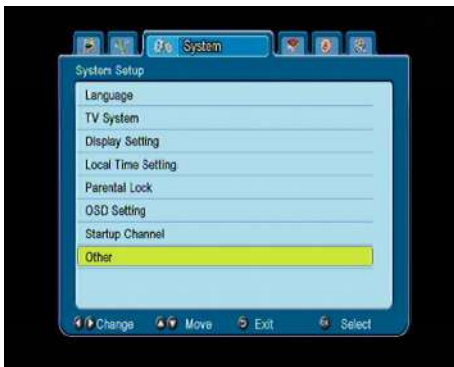 System
System Setup
Language
TV System
Display Setting
Local Time Setting
Parental Lock
OSD Setting
Startup Channel
Other
Change Move Exit Select